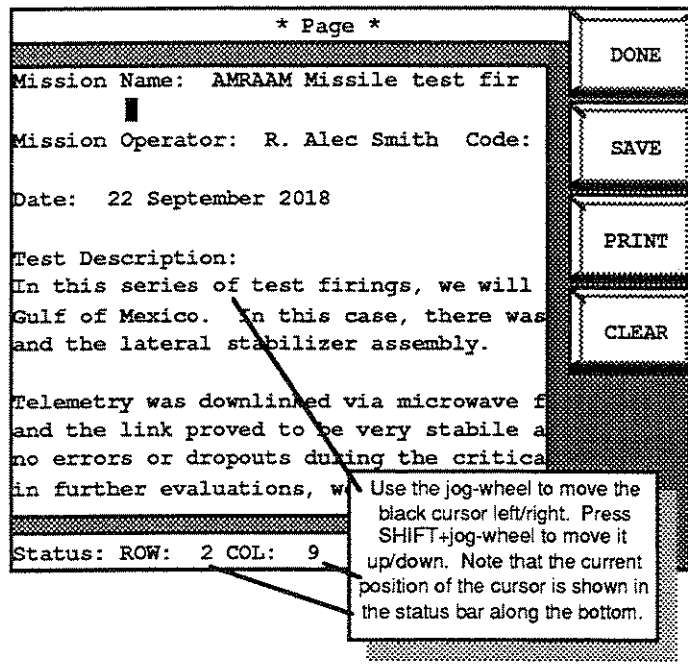 * Page *
Mission Name:  AMRAAM Missile test fir
Mission Operator:  R. Alec Smith  Code:
Date:  22 September 2018
Test Description:
In this series of test firings, we will
Gulf of Mexico.  In this case, there was
and the lateral stabilizer assembly.
Telemetry was downlinked via microwave f
and the link proved to be very stabile a
no errors or dropouts during the critica
in further evaluations, w
Status: ROW:  2 COL:  9
DONE
SAVE
PRINT
CLEAR
Use the jog-wheel to move the
black cursor left/right.  Press
SHIFT+jog-wheel to move it
up/down.  Note that the current
position of the cursor is shown in
the status bar along the bottom.